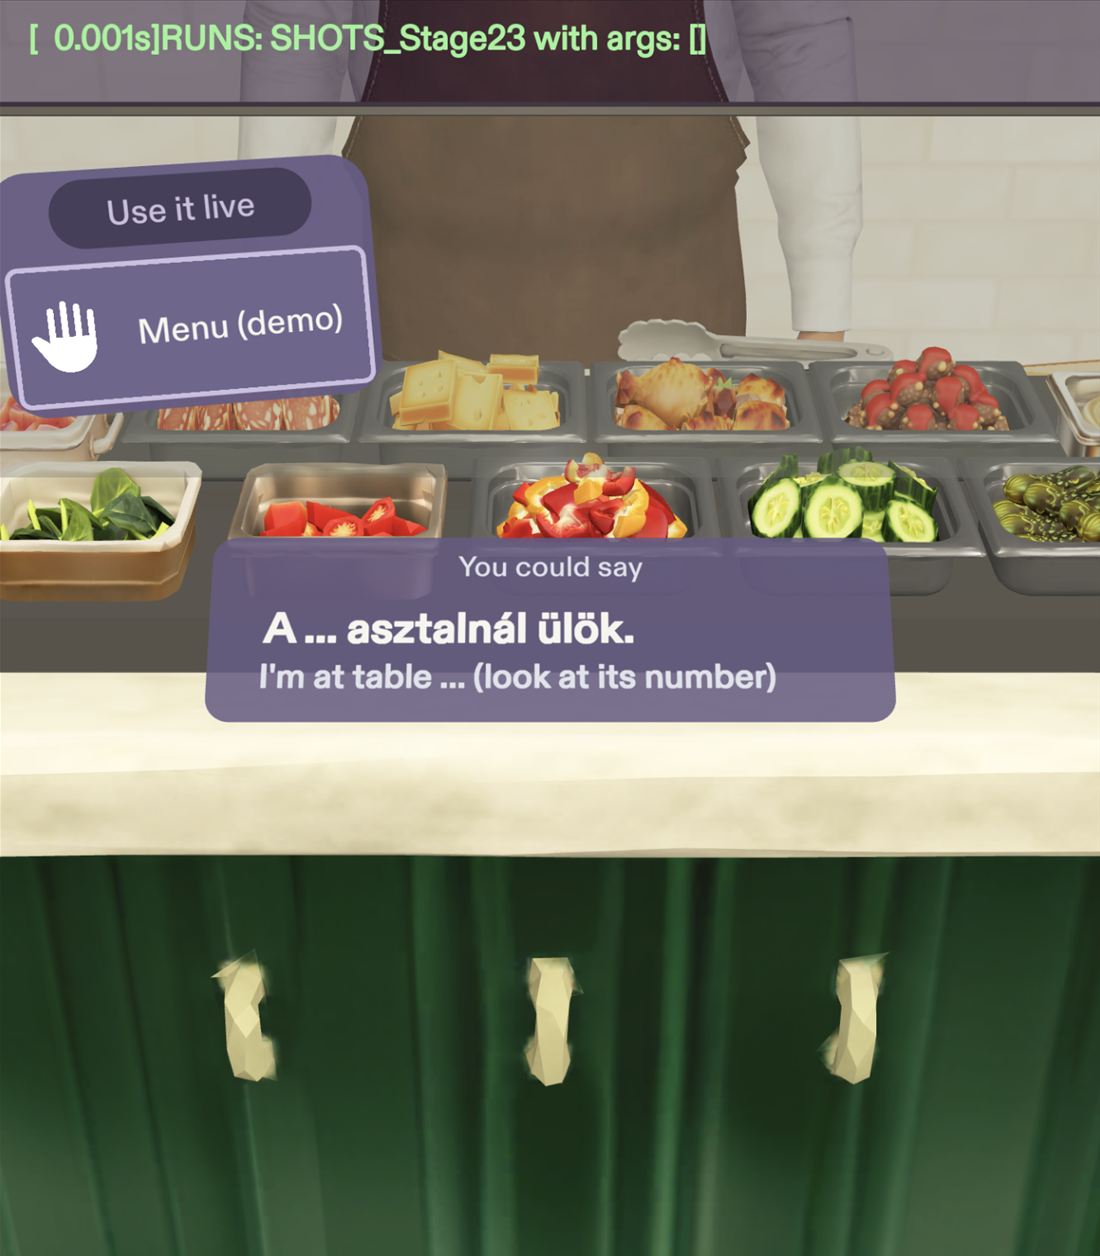 [  0.001s]RUNS: SHOTS_Stage23 with args: []
Use it live
Menu (demo)
You could say
A ... asztalnál ülök.
I'm at table ... (look at its number)